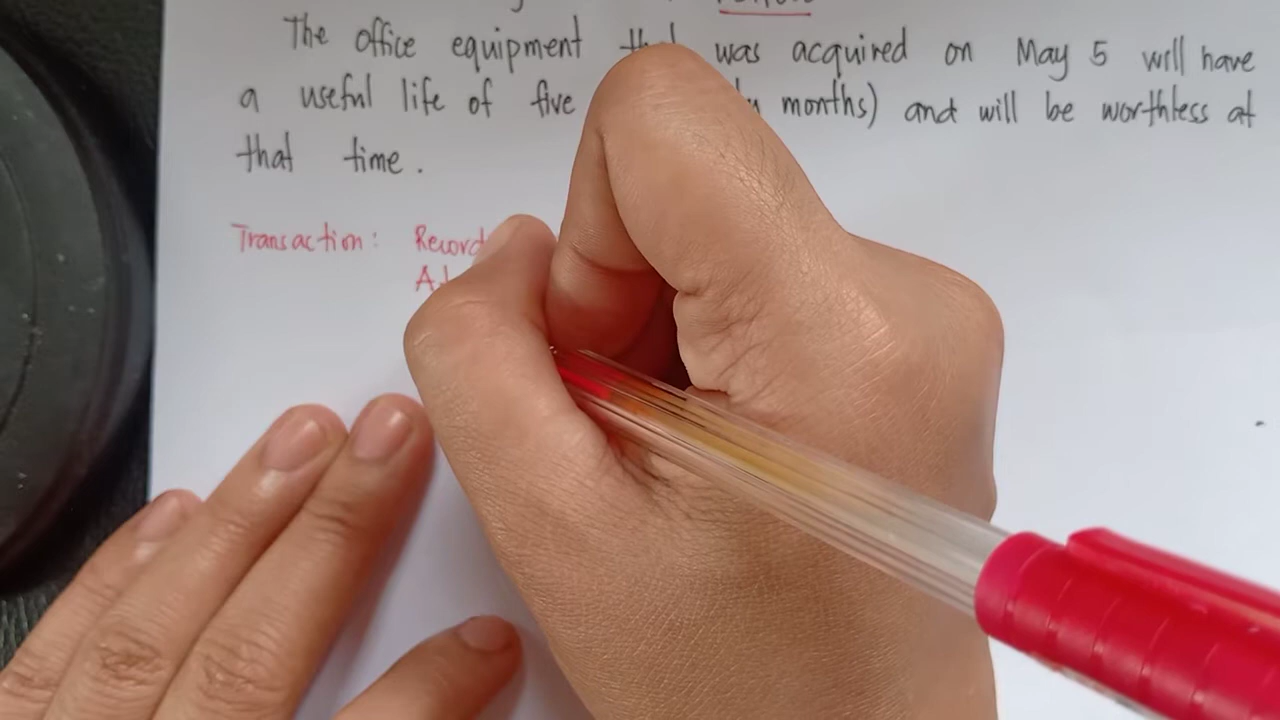 The office equipment was acquired on May 5 will have
a useful life of five months) and will be worthless at
that time.
Transaction: Record